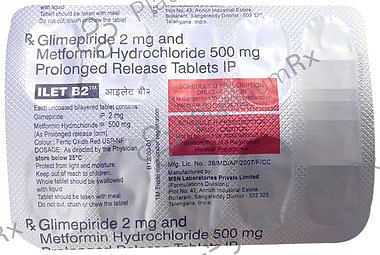 with liquid
Tablet should be taken with meal
Do not cut, crush or chew the tablet
Plot No. 42, Anrich Industrial Estate
Bollaram, Sangareddy District - 502 325,
Telangana, India
Rx Glimepiride 2 mg and
Metformin Hydrochloride 500 mg
Prolonged Release Tablets IP
ILET B2™ आइलेट बी२
Each uncoated bilayered tablet contains:
Glimepiride IP 2 mg
Metformin Hydrochloride IP 500 mg
(As Prolonged release form)
Colour : Ferric Oxide Red USP-NF
DOSAGE: As directed by the Physician
Store below 25°C
Protect from light and moisture.
Keep out of reach of children.
Whole tablet should be swallowed
with liquid
Tablet should be taken with meal
Do not cut, crush or chew the tablet
SCHEDULE G PRESCRIPTION
DRUG - CAUTION
Mfg. Lic. No.: 38/MD/AP/2007/F/CC
Manufactured by:
MSN Laboratories Private Limited
(Formulations Division),
Plot No. 42, Anrich Industrial Estate,
Bollaram, Sangareddy District - 502 325,
Telangana, India
Rx Glimepiride 2 mg and
Metformin Hydrochloride 500 mg
Prolonged Release Tablets IP